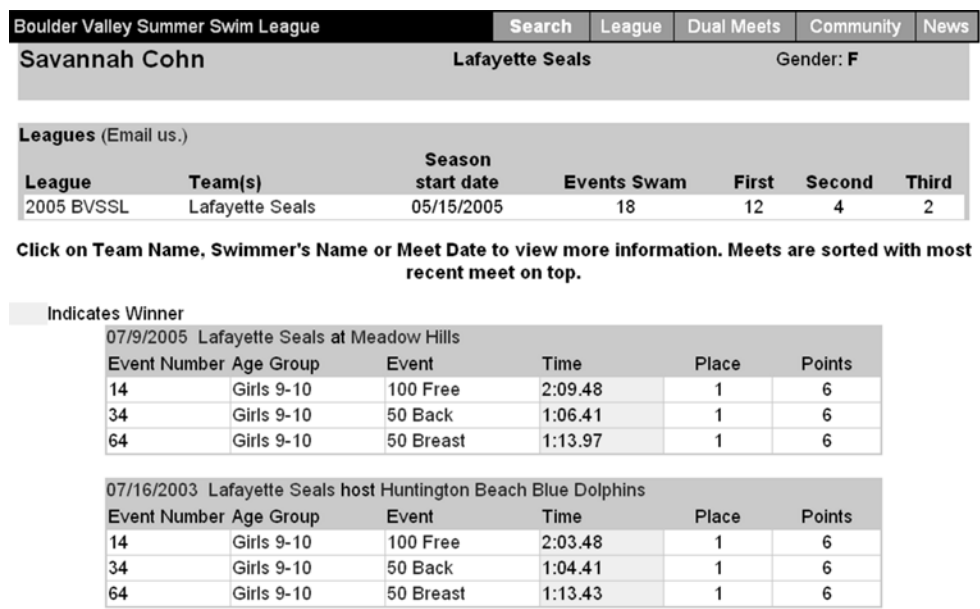 Boulder Valley Summer Swim League Search League Dual Meets Community News
Savannah Cohn Lafayette Seals Gender: F
Leagues (Email us.)
Season
League Team(s) start date Events Swam First Second Third
2005 BVSSL Lafayette Seals 05/15/2005 18 12 4 2
Click on Team Name, Swimmer's Name or Meet Date to view more information. Meets are sorted with most
recent meet on top.
Indicates Winner
07/9/2005 Lafayette Seals at Meadow Hills
Event Number Age Group Event Time Place Points
14 Girls 9-10 100 Free 2:09.48 1 6
34 Girls 9-10 50 Back 1:06.41 1 6
64 Girls 9-10 50 Breast 1:13.97 1 6
07/16/2003 Lafayette Seals host Huntington Beach Blue Dolphins
Event Number Age Group Event Time Place Points
14 Girls 9-10 100 Free 2:03.48 1 6
34 Girls 9-10 50 Back 1:04.41 1 6
64 Girls 9-10 50 Breast 1:13.43 1 6